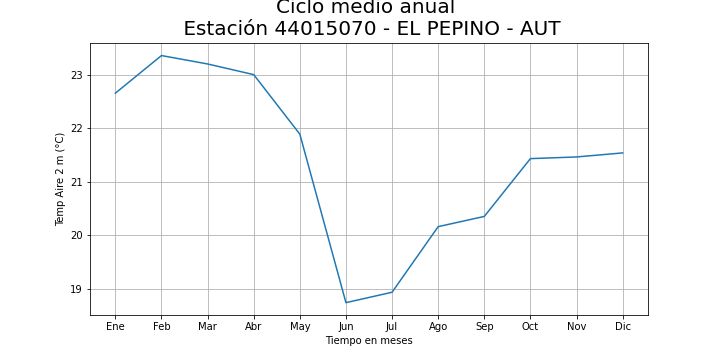 Ciclo medio anual
Estación 44015070 - EL PEPINO - AUT
Temp Aire 2 m (°C)
23
22
21
20
19
Ene Feb Mar Abr May Jun Jul Ago Sep Oct Nov Dic
Tiempo en meses